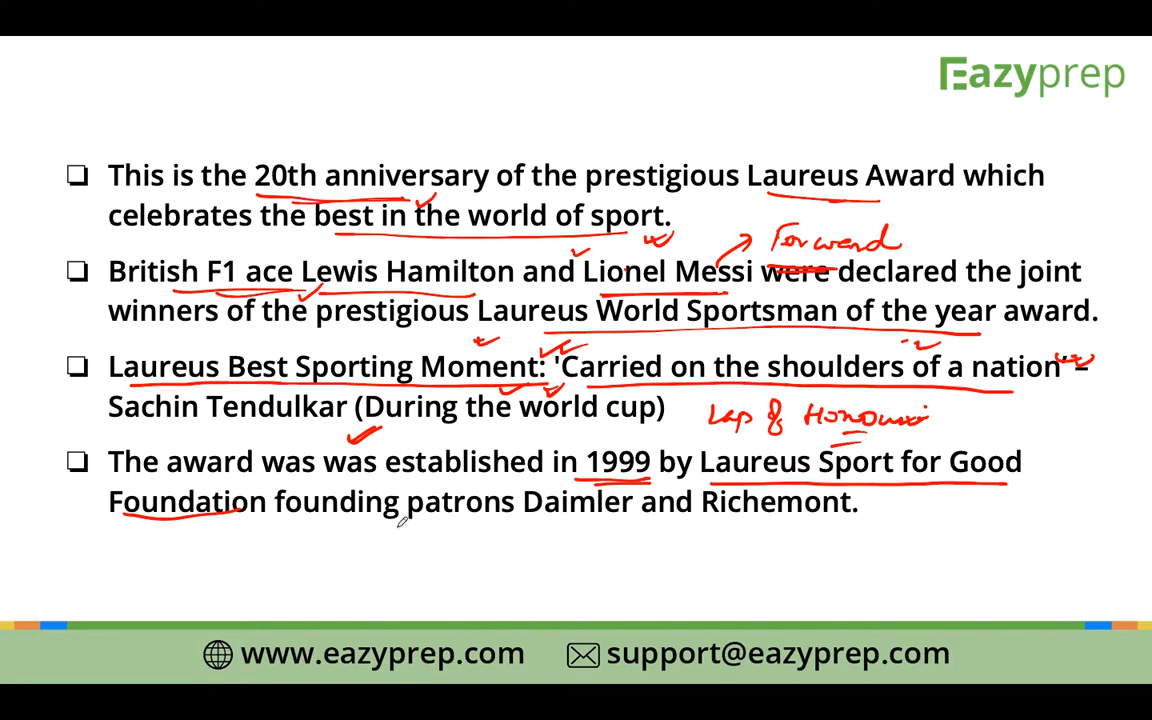 Eazyprep
❑ This is the 20th anniversary of the prestigious Laureus Award which
celebrates the best in the world of sport.
Forward
❑ British F1 ace Lewis Hamilton and Lionel Messi were declared the joint
winners of the prestigious Laureus World Sportsman of the year award.
❑ Laureus Best Sporting Moment: 'Carried on the shoulders of a nation' –
Sachin Tendulkar (During the world cup)
Lap of Honour
❑ The award was was established in 1999 by Laureus Sport for Good
Foundation founding patrons Daimler and Richemont.
www.eazyprep.com
support@eazyprep.com